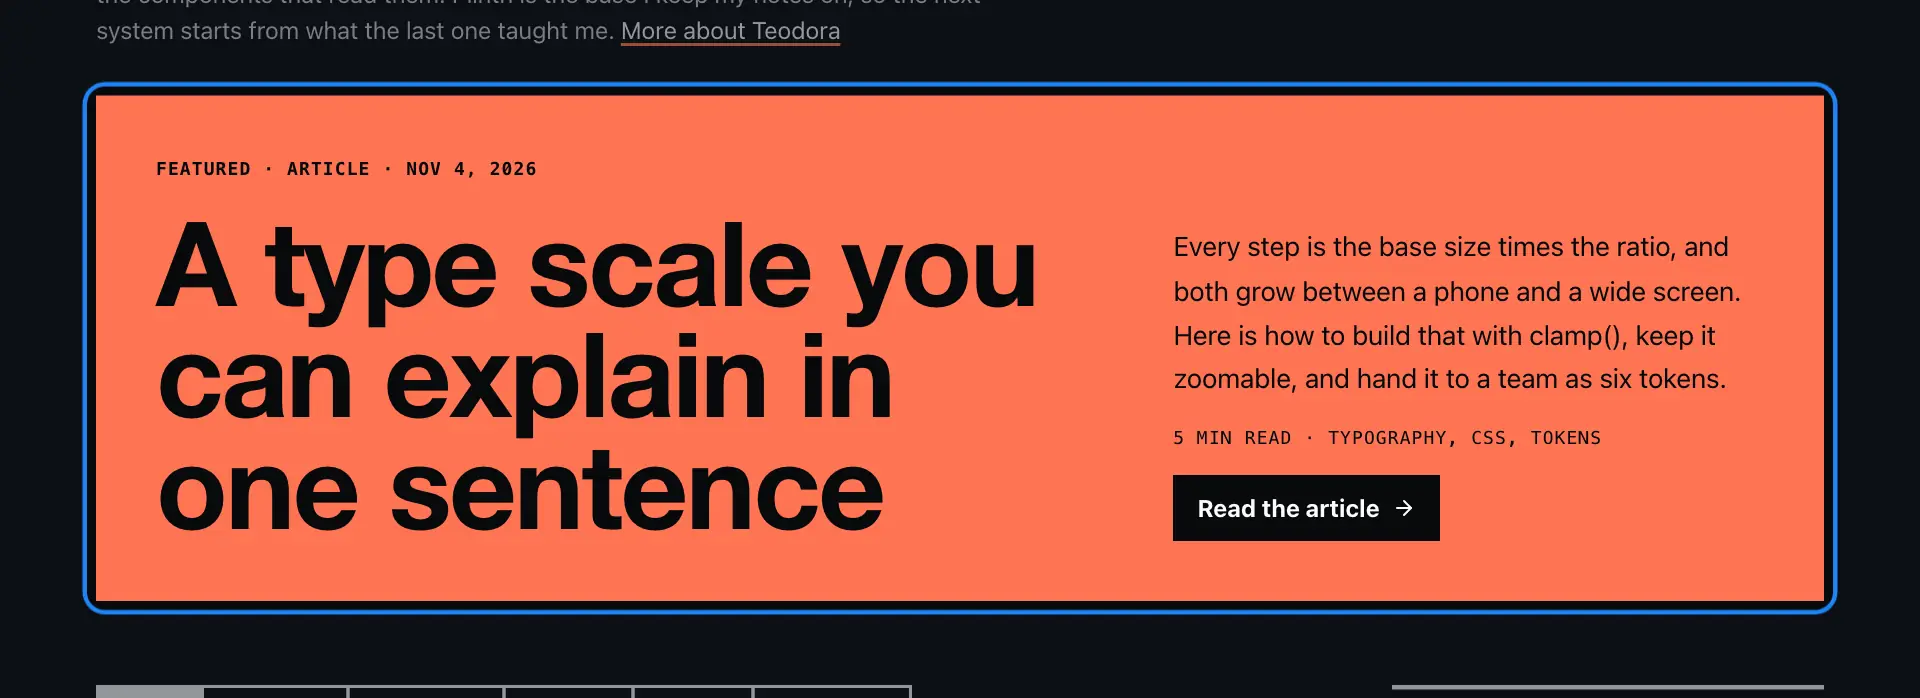 system starts from what the last one taught me. More about Teodora
FEATURED · ARTICLE · NOV 4, 2026
A type scale you
can explain in
one sentence
Every step is the base size times the ratio, and
both grow between a phone and a wide screen.
Here is how to build that with clamp(), keep it
zoomable, and hand it to a team as six tokens.
5 MIN READ · TYPOGRAPHY, CSS, TOKENS
Read the article →